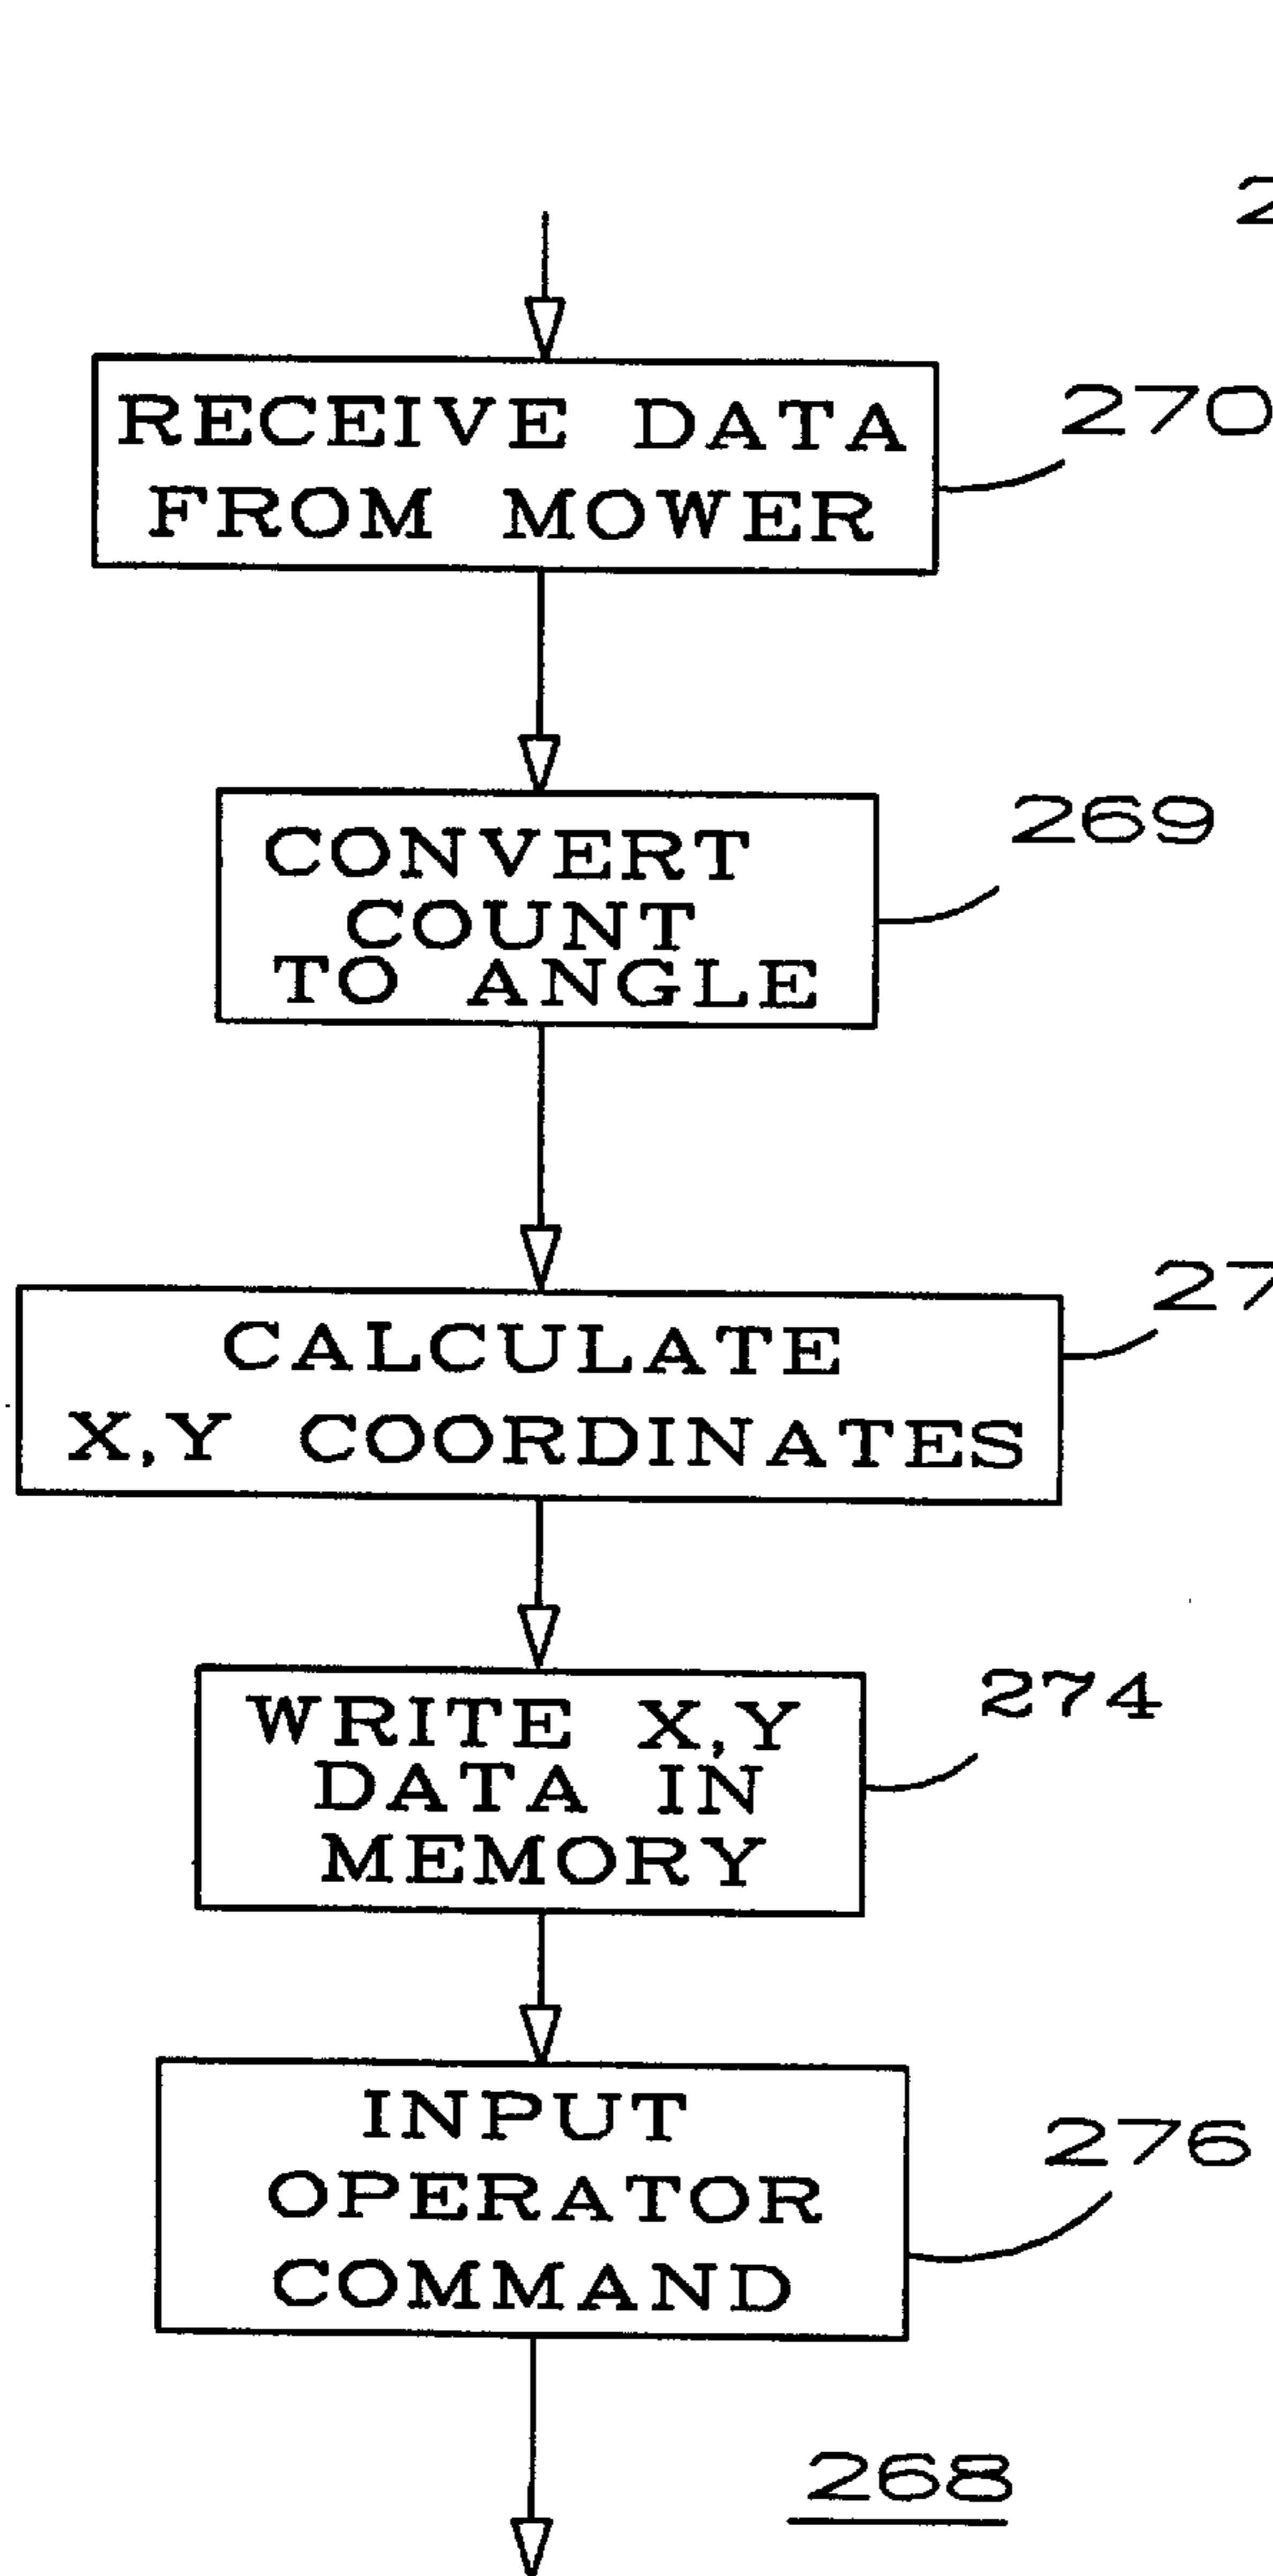 RECEIVE DATA
FROM MOWER
270
CONVERT
COUNT
TO ANGLE
269
CALCULATE
X,Y COORDINATES
WRITE X,Y
DATA IN
MEMORY
274
INPUT
OPERATOR
COMMAND
276
268